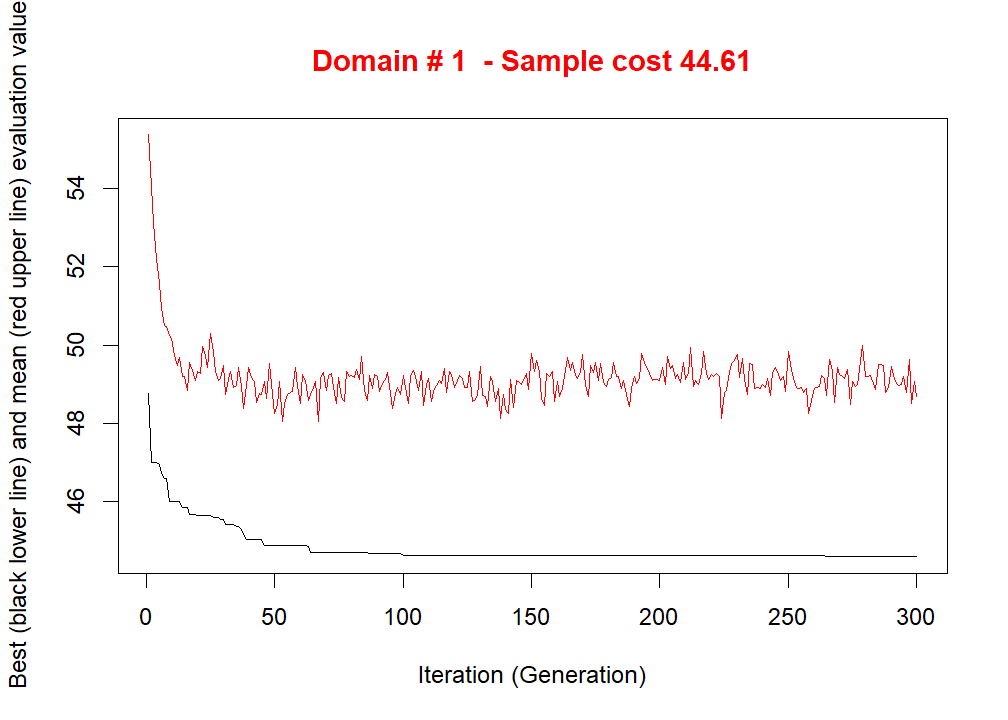 Domain # 1  - Sample cost 44.61
Best (black lower line) and mean (red upper line) evaluation value
54
52
50
48
46
0 50 100 150 200 250 300
Iteration (Generation)